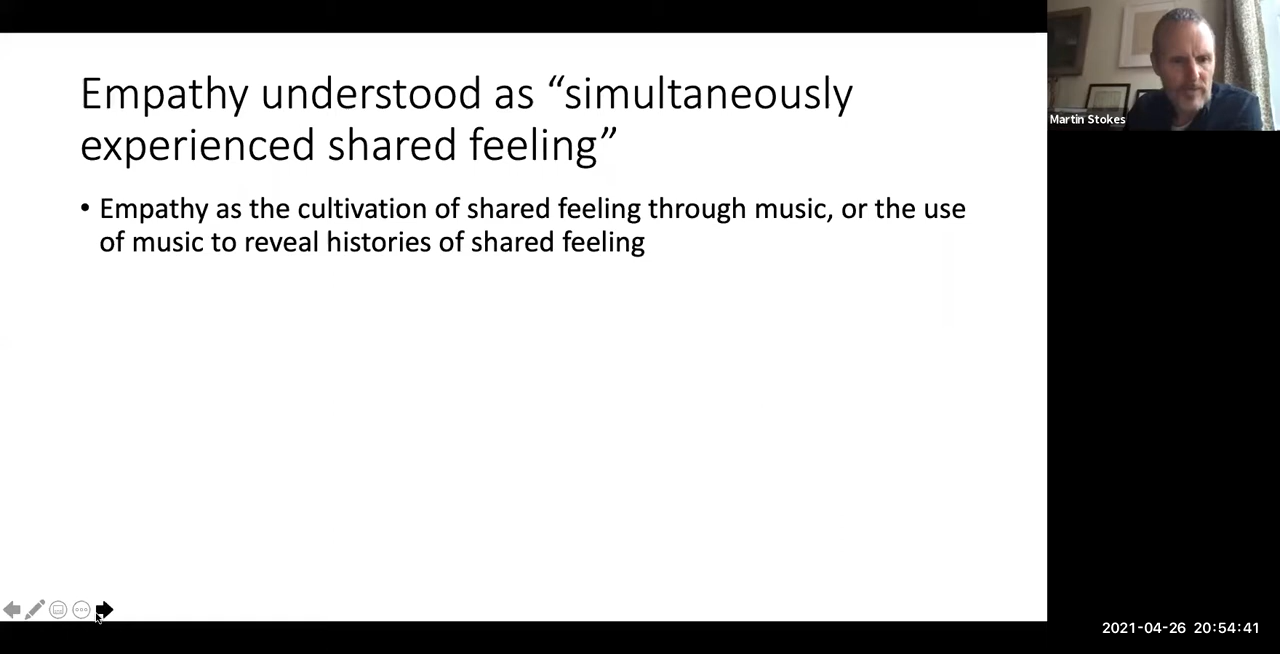 Empathy understood as “simultaneously
experienced shared feeling”
• Empathy as the cultivation of shared feeling through music, or the use
of music to reveal histories of shared feeling
Martin Stokes
2021-04-26 20:54:41